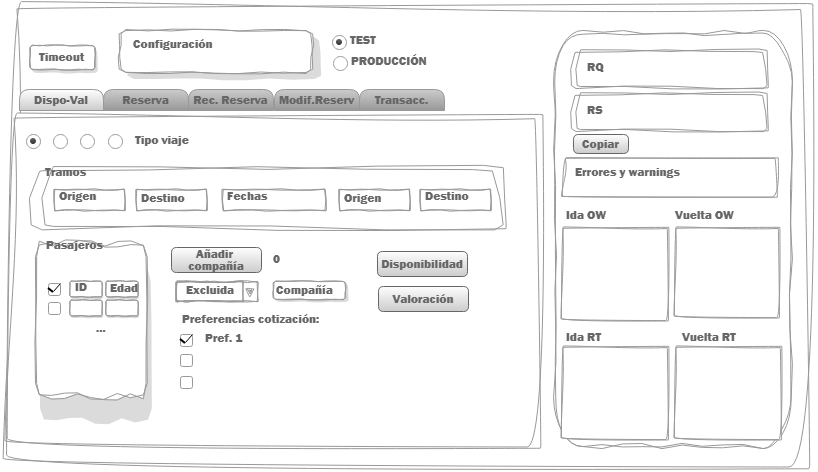 Timeout
Configuración
TEST
PRODUCCIÓN
Dispo-Val
Reserva
Rec. Reserva
Modif.Reserv
Transacc.
Tipo viaje
Tramos
Origen
Destino
Fechas
Origen
Destino
Pasajeros
ID
Edad
...
Añadir
compañía
0
Excluida
Compañía
Disponibilidad
Valoración
Preferencias cotización:
Pref. 1
RQ
RS
Copiar
Errores y warnings
Ida OW
Vuelta OW
Ida RT
Vuelta RT